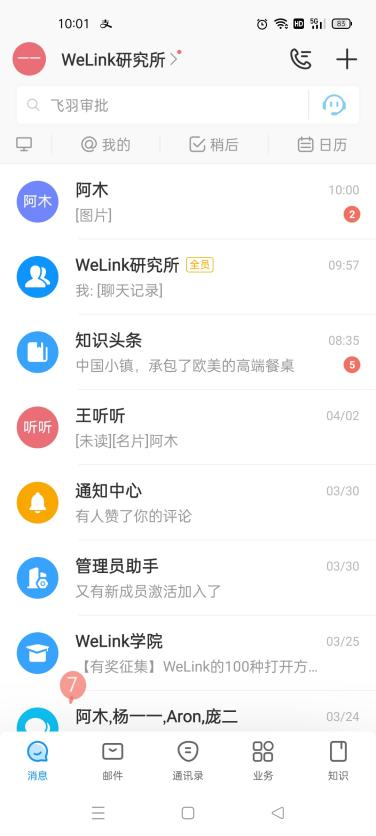 10:01
HD
5G
83
一一
WeLink研究所
飞羽审批
我的
稍后
日历
阿木
阿木
10:00
[图片]
2
WeLink研究所
全员
09:57
我: [聊天记录]
知识头条
08:35
中国小镇，承包了欧美的高端餐桌
5
听听
王听听
04/02
[未读][名片]阿木
通知中心
03/30
有人赞了你的评论
管理员助手
03/30
又有新成员激活加入了
WeLink学院
03/25
【有奖征集】WeLink的100种打开方...
7
阿木,杨一一,Aron,庞二
03/24
消息
邮件
通讯录
业务
知识